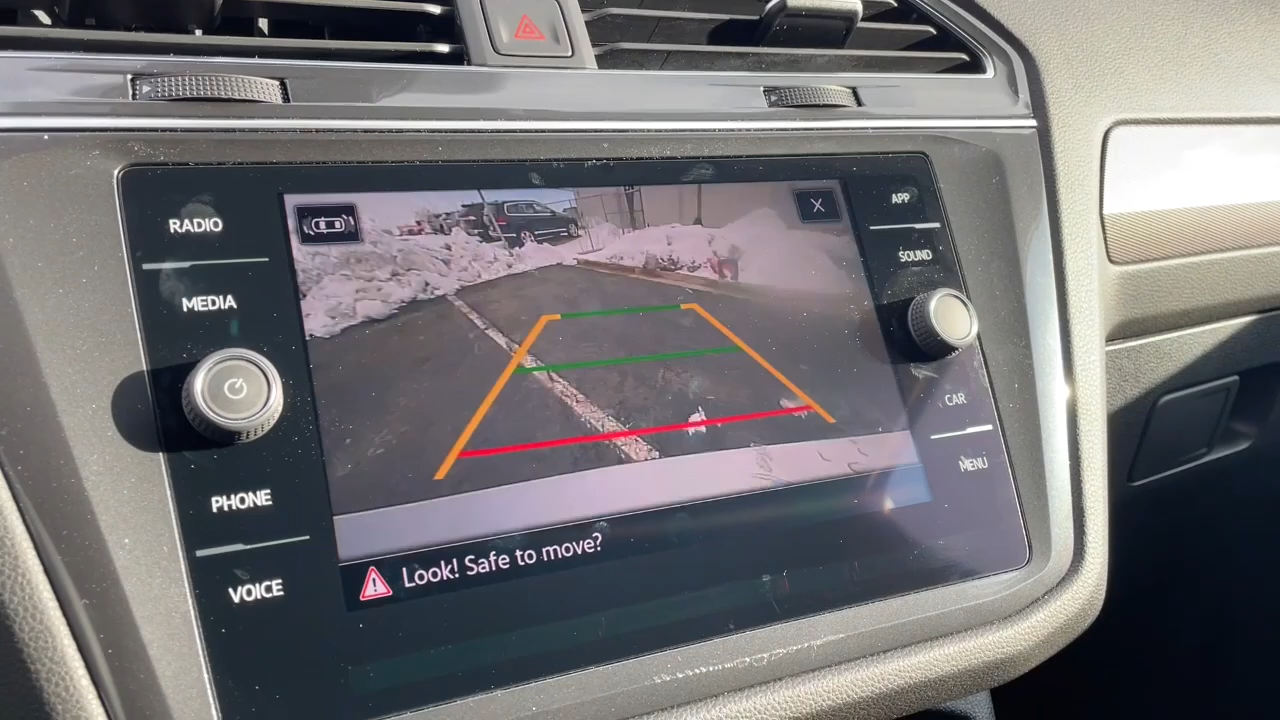 RADIO
MEDIA
PHONE
VOICE
APP
SOUND
CAR
MENU
Look! Safe to move?